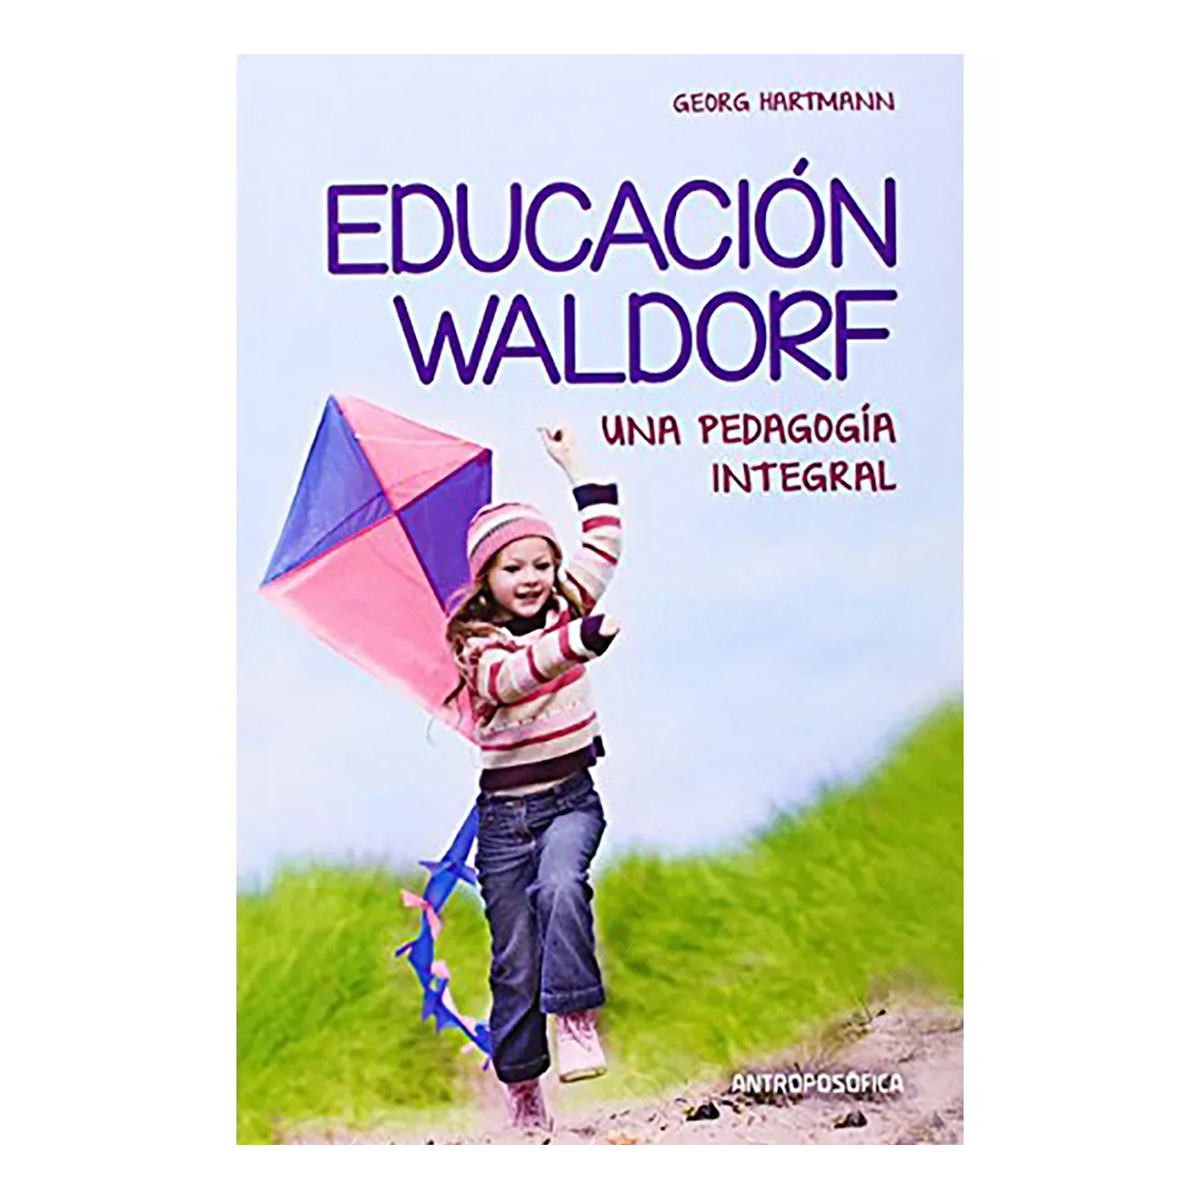 GEORG HARTMANN
EDUCACIÓN
WALDORF
UNA PEDAGOGÍA
INTEGRAL
ANTROPOSÓFICA